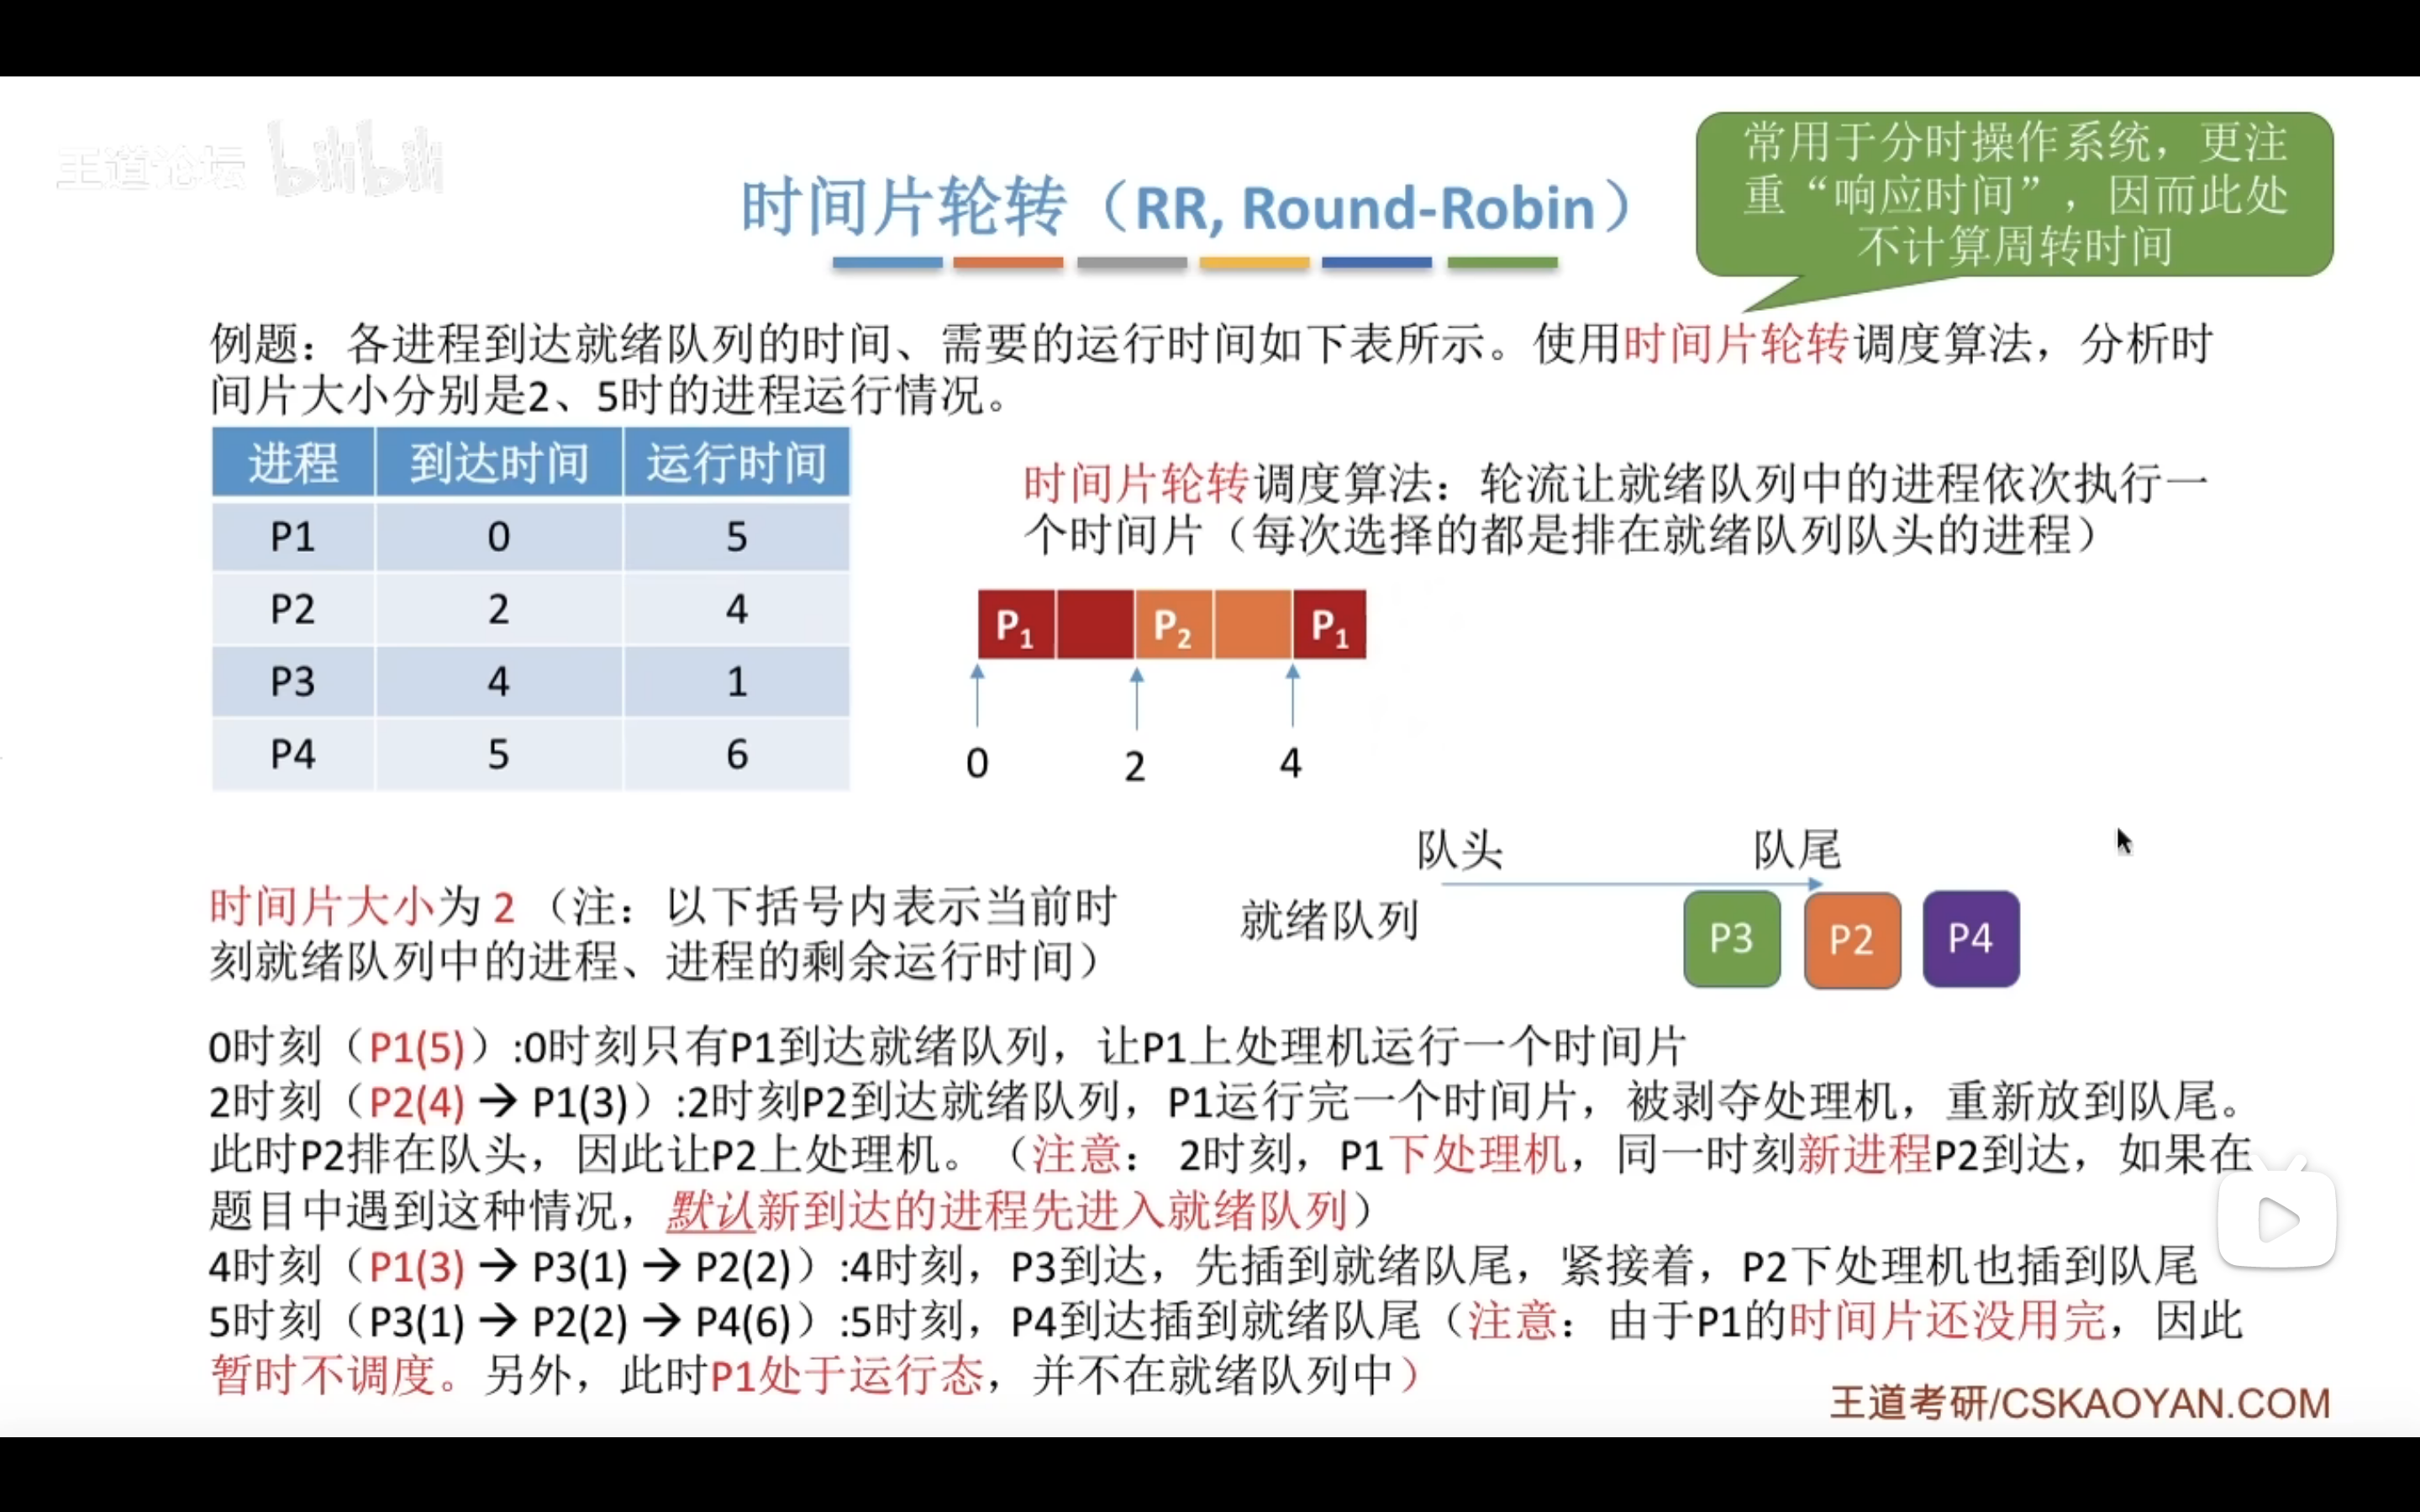 王道论坛 bilibili
常用于分时操作系统，更注
重“响应时间”，因而此处
不计算周转时间
时间片轮转（RR, Round-Robin）
例题：各进程到达就绪队列的时间、需要的运行时间如下表所示。使用时间片轮转调度算法，分析时
间片大小分别是2、5时的进程运行情况。
进程 到达时间 运行时间
P1 0 5
P2 2 4
P3 4 1
P4 5 6
时间片轮转调度算法：轮流让就绪队列中的进程依次执行一
个时间片（每次选择的都是排在就绪队列队头的进程）
P1 P2 P1
0 2 4
队头 队尾
就绪队列 P3 P2 P4
时间片大小为 2（注：以下括号内表示当前时
刻就绪队列中的进程、进程的剩余运行时间）
0时刻（P1(5)）:0时刻只有P1到达就绪队列，让P1上处理机运行一个时间片
2时刻（P2(4) → P1(3)）:2时刻P2到达就绪队列，P1运行完一个时间片，被剥夺处理机，重新放到队尾。
此时P2排在队头，因此让P2上处理机。（注意： 2时刻，P1下处理机，同一时刻新进程P2到达，如果在
题目中遇到这种情况，默认新到达的进程先进入就绪队列）
4时刻（P1(3) → P3(1) → P2(2)）:4时刻，P3到达，先插到就绪队尾，紧接着，P2下处理机也插到队尾
5时刻（P3(1) → P2(2) → P4(6)）:5时刻，P4到达插到就绪队尾（注意：由于P1的时间片还没用完，因此
暂时不调度。另外，此时P1处于运行态，并不在就绪队列中）
王道考研/CSKAOYAN.COM